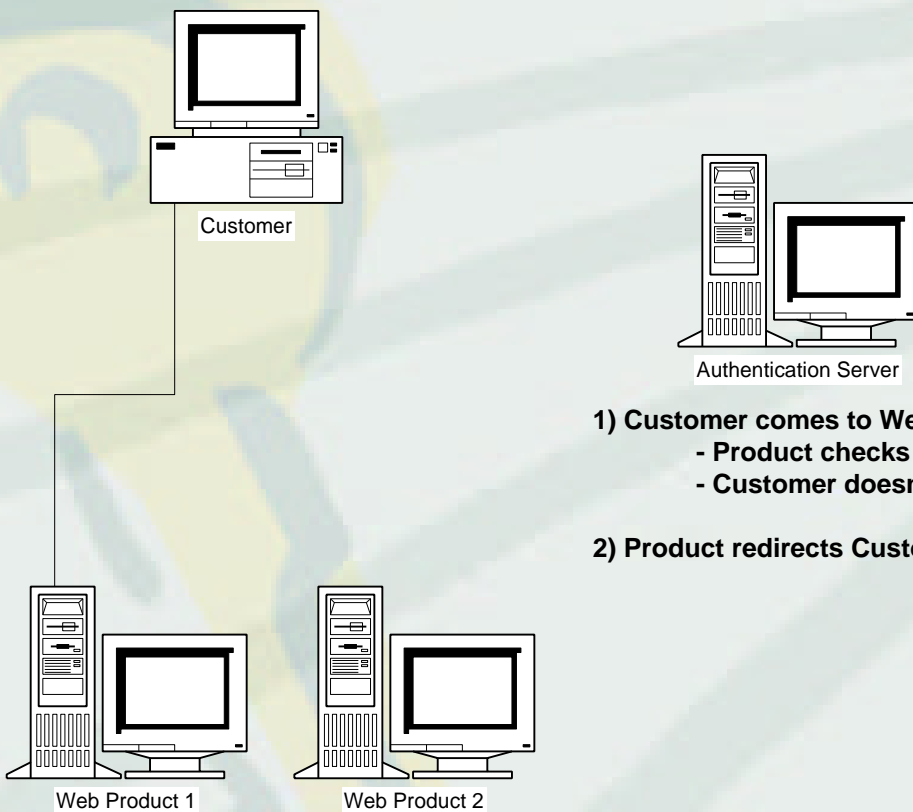 Customer
Authentication Server
1) Customer comes to We
- Product checks
- Customer doesn
2) Product redirects Custo
Web Product 1
Web Product 2